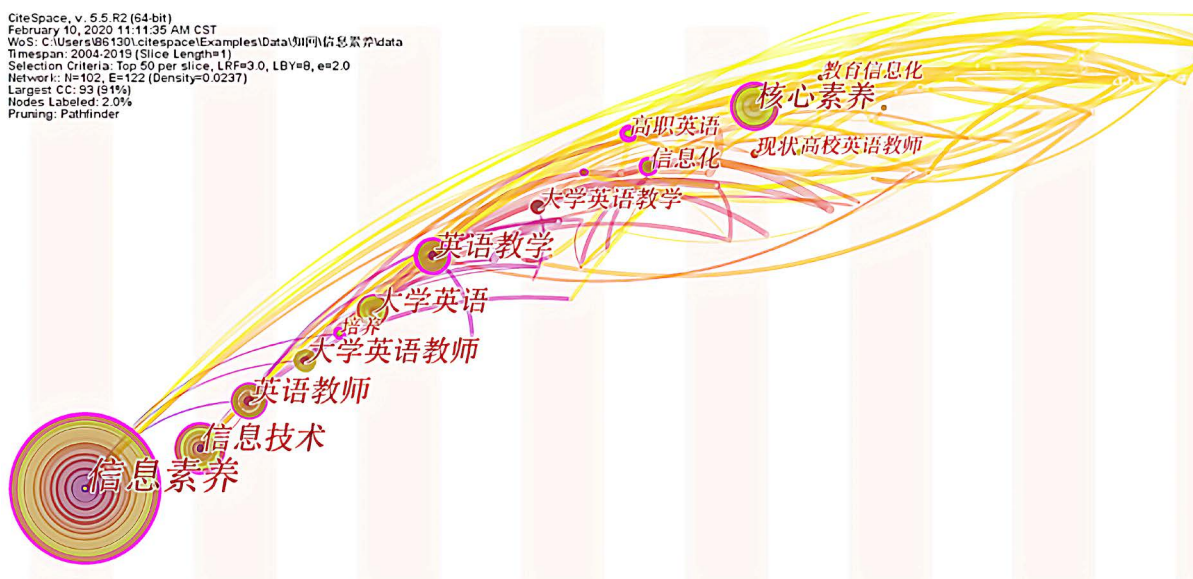 CiteSpace, v. 5.5.R2 (64-bit)
February 10, 2020 11:11:35 AM CST
WoS: C:\Users\86130\.citespace\Examples\Data\知网\信息素养\data
Timespan: 2004-2019 (Slice Length=1)
Selection Criteria: Top 50 per slice, LRF=3.0, LBY=8, e=2.0
Network: N=102, E=122 (Density=0.0237)
Largest CC: 93 (91%)
Nodes Labeled: 2.0%
Pruning: Pathfinder
教育信息化
核心素养
高职英语
现状高校英语教师
信息化
大学英语教学
英语教学
大学英语
培养
大学英语教师
英语教师
信息技术
信息素养